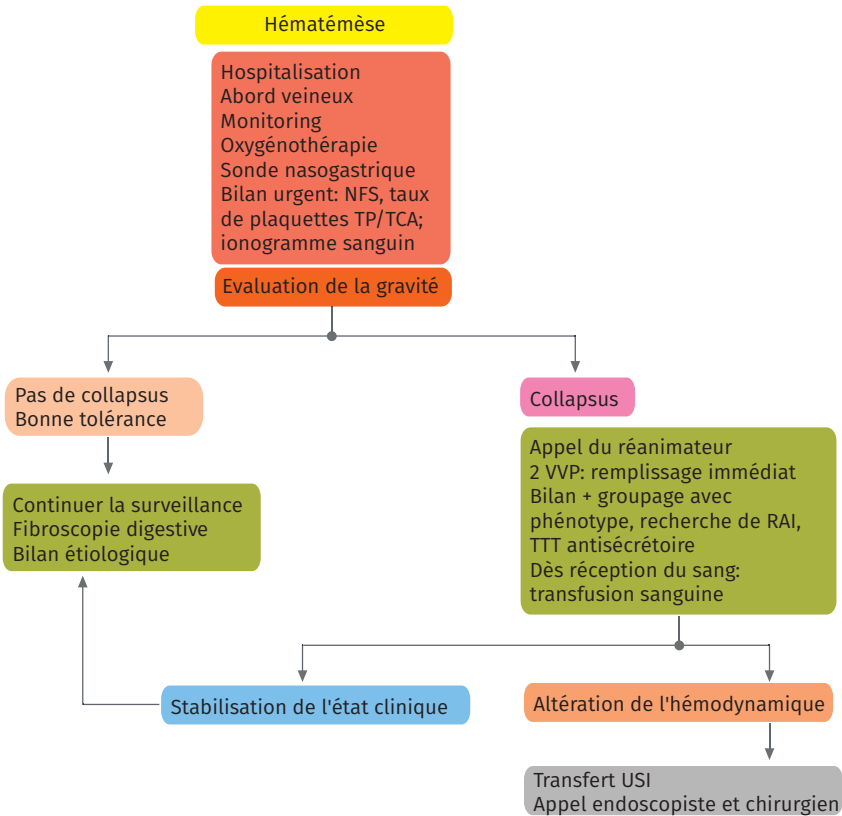 Hématémèse
Hospitalisation
Abord veineux
Monitoring
Oxygénothérapie
Sonde nasogastrique
Bilan urgent: NFS, taux
de plaquettes TP/TCA;
ionogramme sanguin
Evaluation de la gravité
Pas de collapsus
Bonne tolérance
Collapsus
Continuer la surveillance
Fibroscopie digestive
Bilan étiologique
Appel du réanimateur
2 VVP: remplissage immédiat
Bilan + groupage avec
phénotype, recherche de RAI,
TTT antisécrétoire
Dès réception du sang:
transfusion sanguine
Stabilisation de l'état clinique
Altération de l'hémodynamique
Transfert USI
Appel endoscopiste et chirurgien